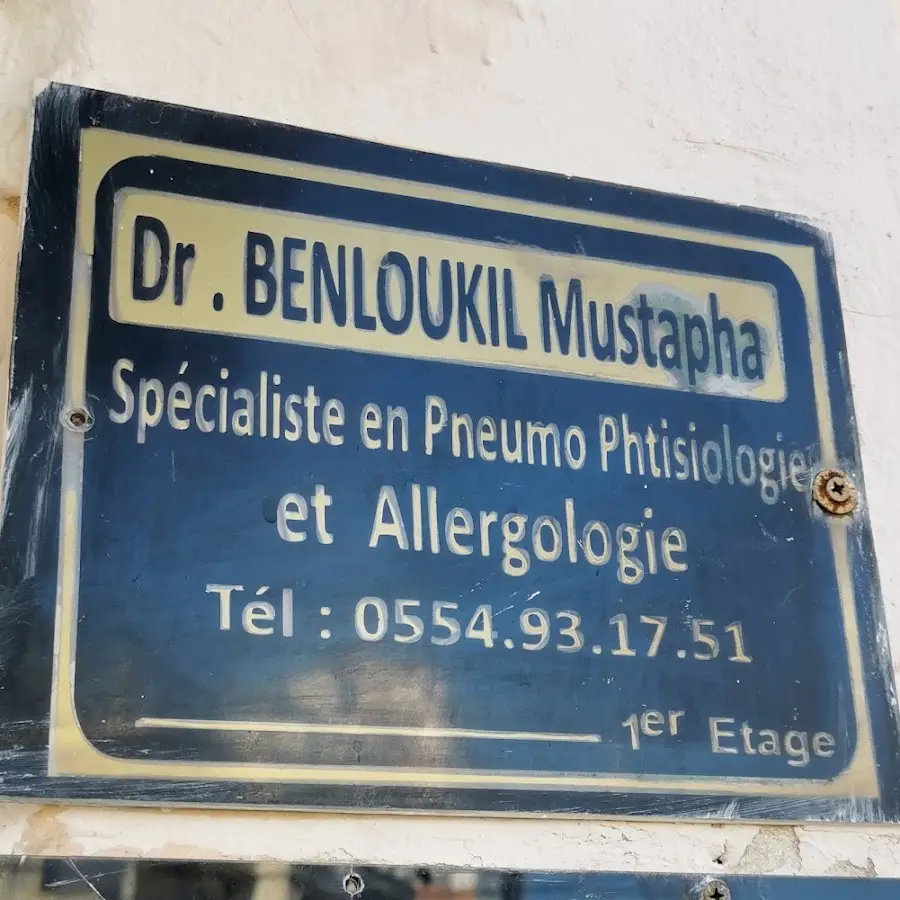 Dr . BENLOUKIL Mustapha
Spécialiste en Pneumo Phtisiologie
et Allergologie
Tél : 0554.93.17.51
1er Etage